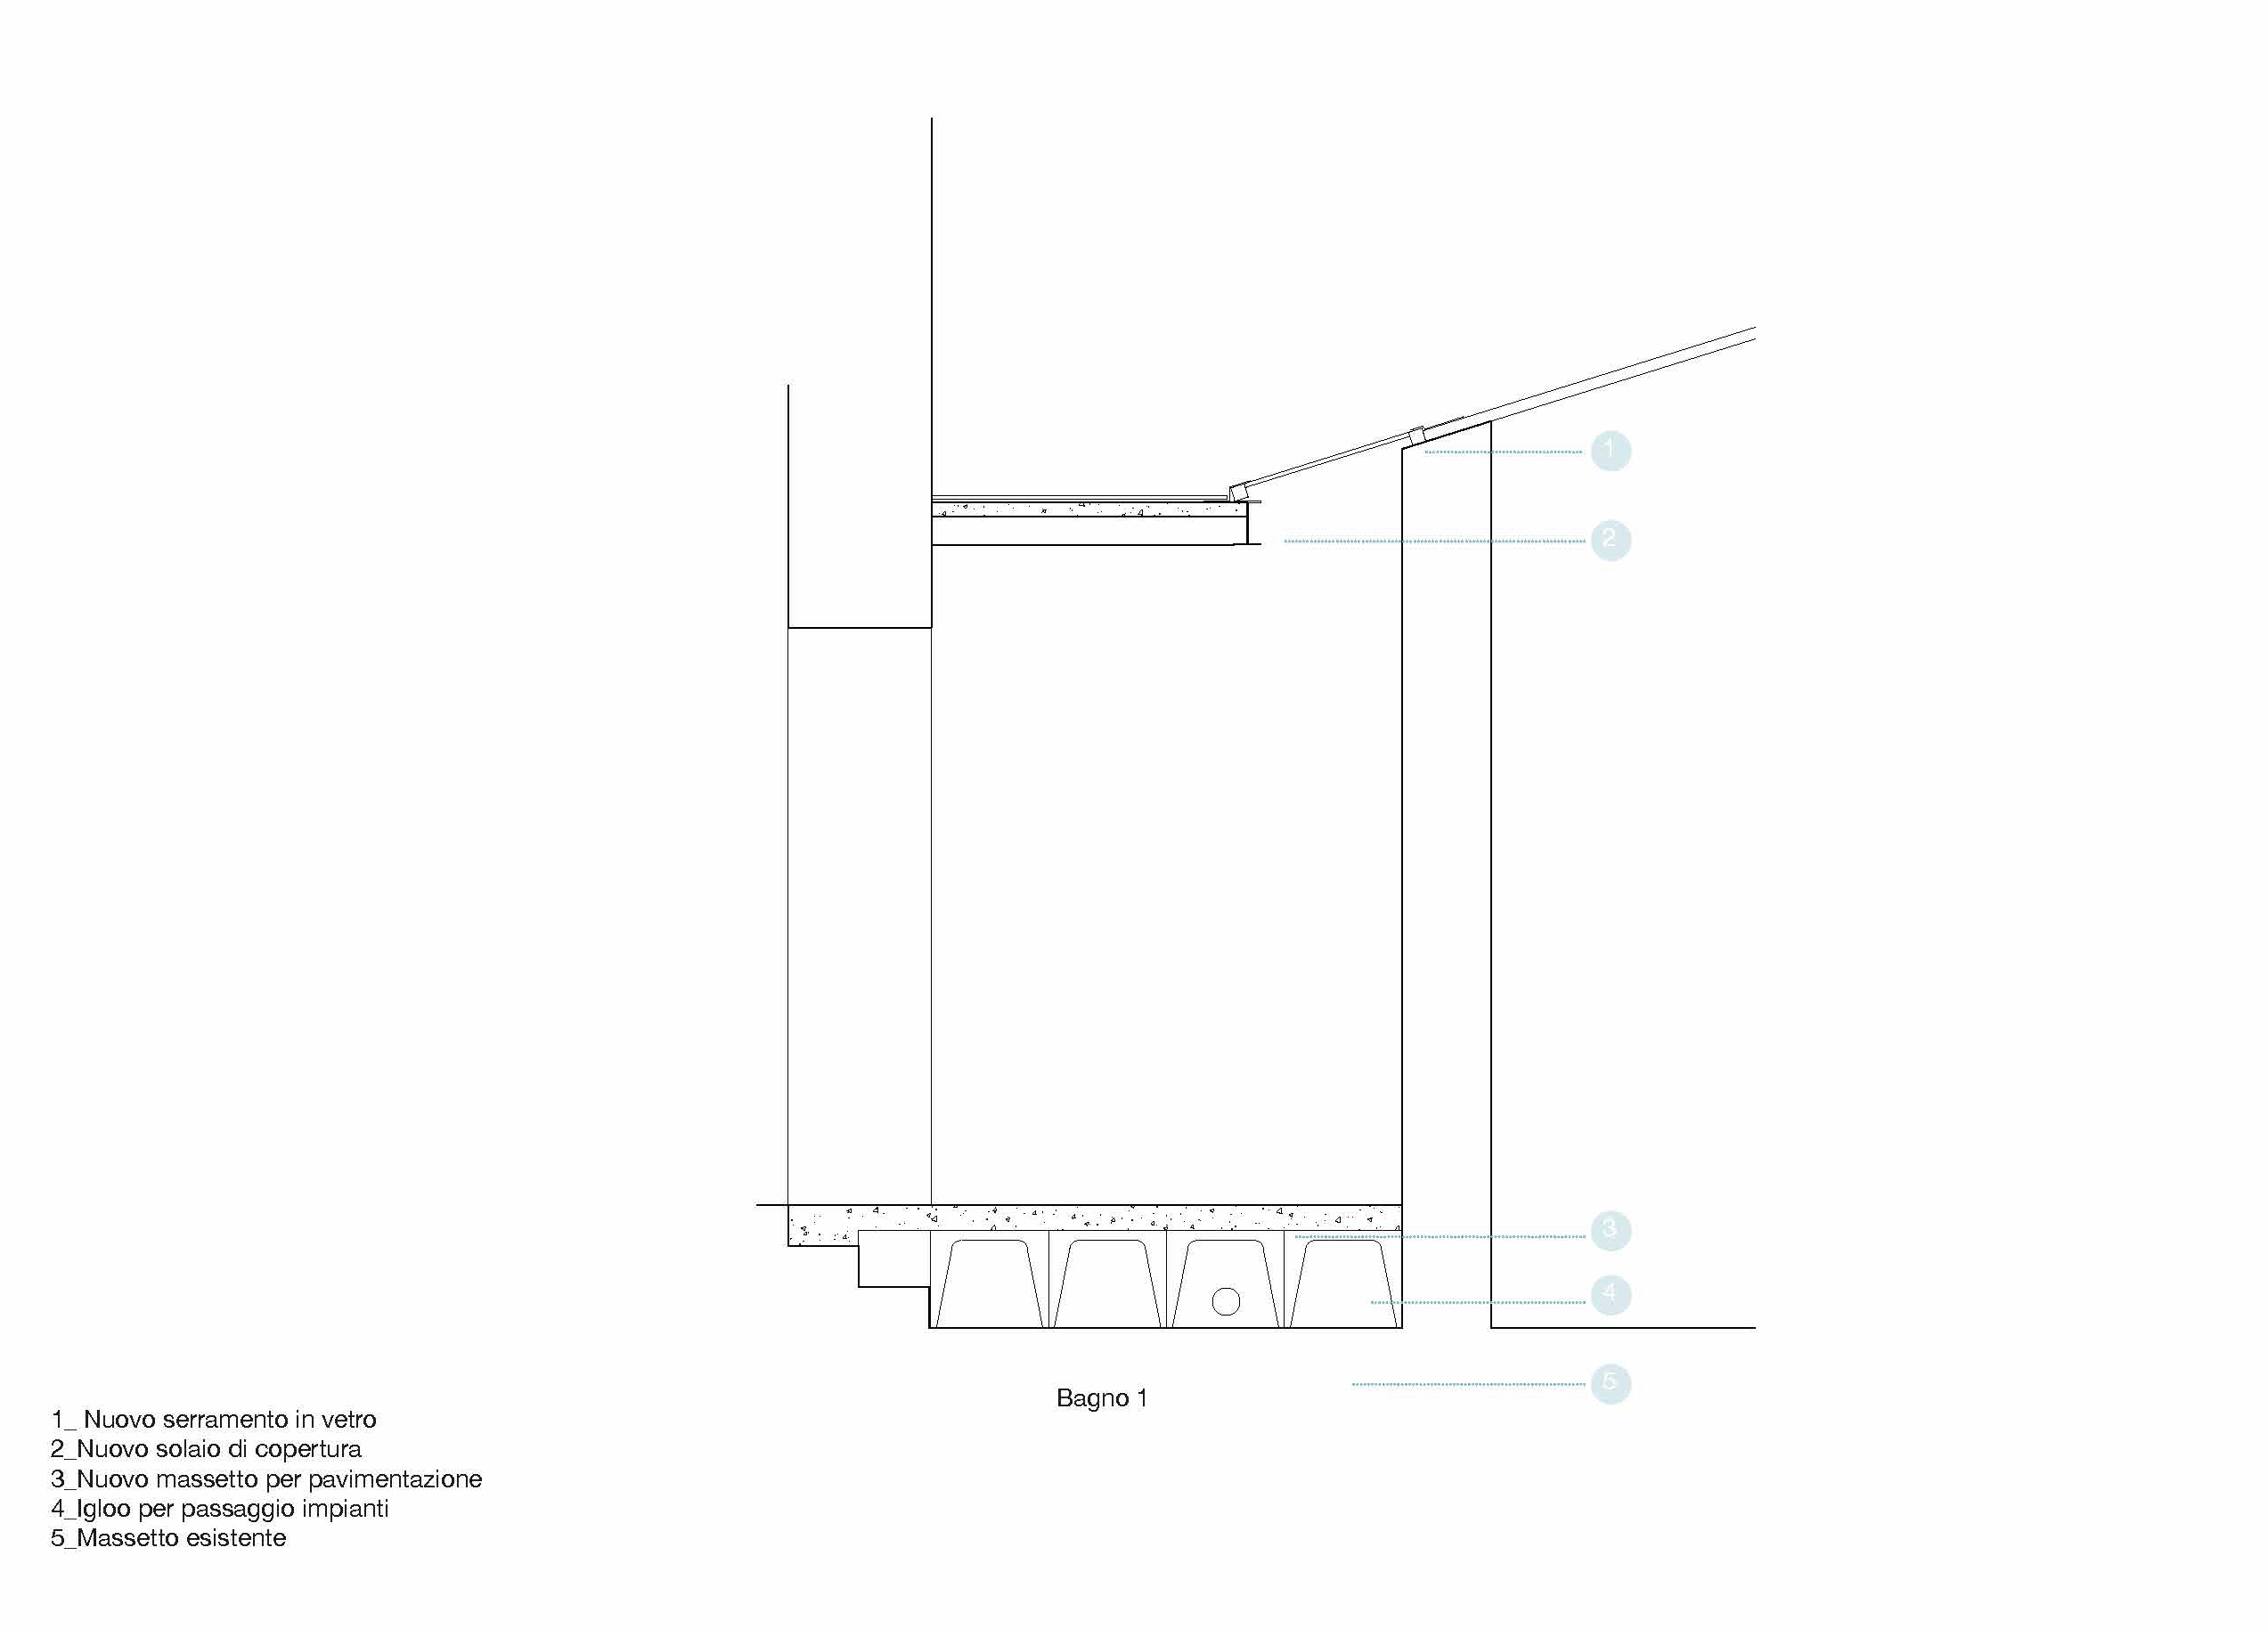 1
2
3
4
5
Bagno 1
1_ Nuovo serramento in vetro
2_Nuovo solaio di copertura
3_Nuovo massetto per pavimentazione
4_Igloo per passaggio impianti
5_Massetto esistente